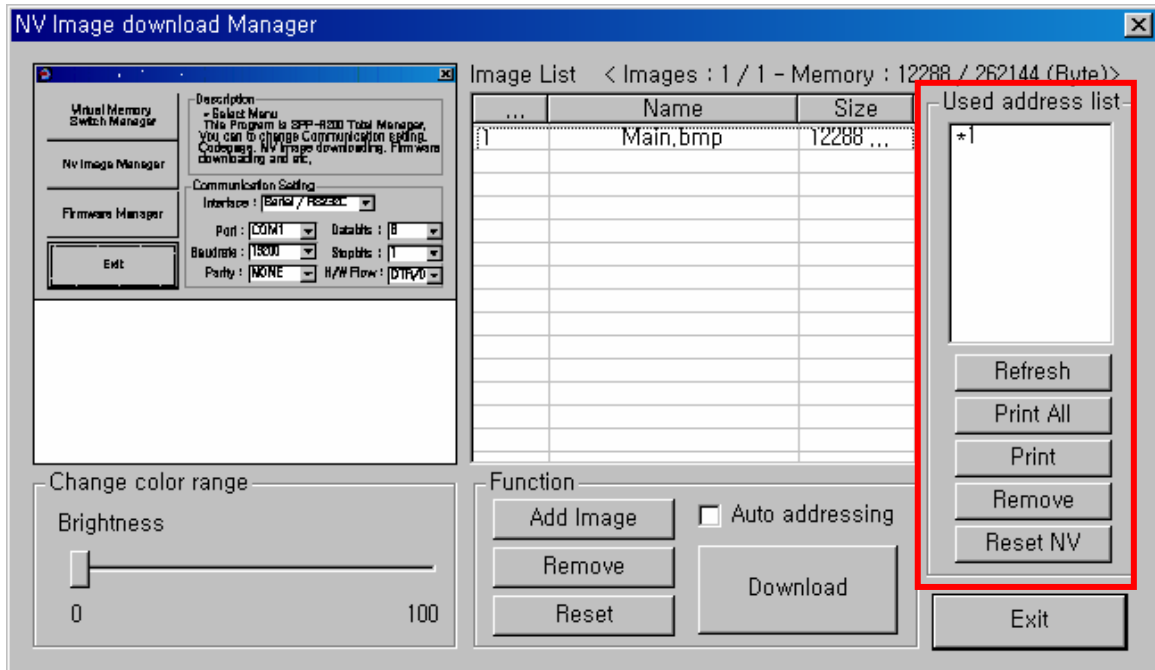 NV Image download Manager
Virtual Memory
Switch Manager
Nv Image Manager
Firmware Manager
Exit
Description
- Select Menu
This Program is SPP-R200 Total Manager,
You can to change Communication setting,
Codepage, NV Image downloading, Firmware
downloading and etc,
Communication Setting
Interface : Serial / RS232C
Port : COM1 Databits : 8
Baudrate : 19200 Stopbits : 1
Parity : NONE H/W Flow : DTR/D
Image List < Images : 1 / 1 - Memory : 12288 / 262144 (Byte)>
... Name Size
1 Main,bmp 12288 ...
Used address list
*1
Refresh
Print All
Print
Remove
Reset NV
Change color range
Brightness
0 100
Function
Add Image
Remove
Reset
Auto addressing
Download
Exit